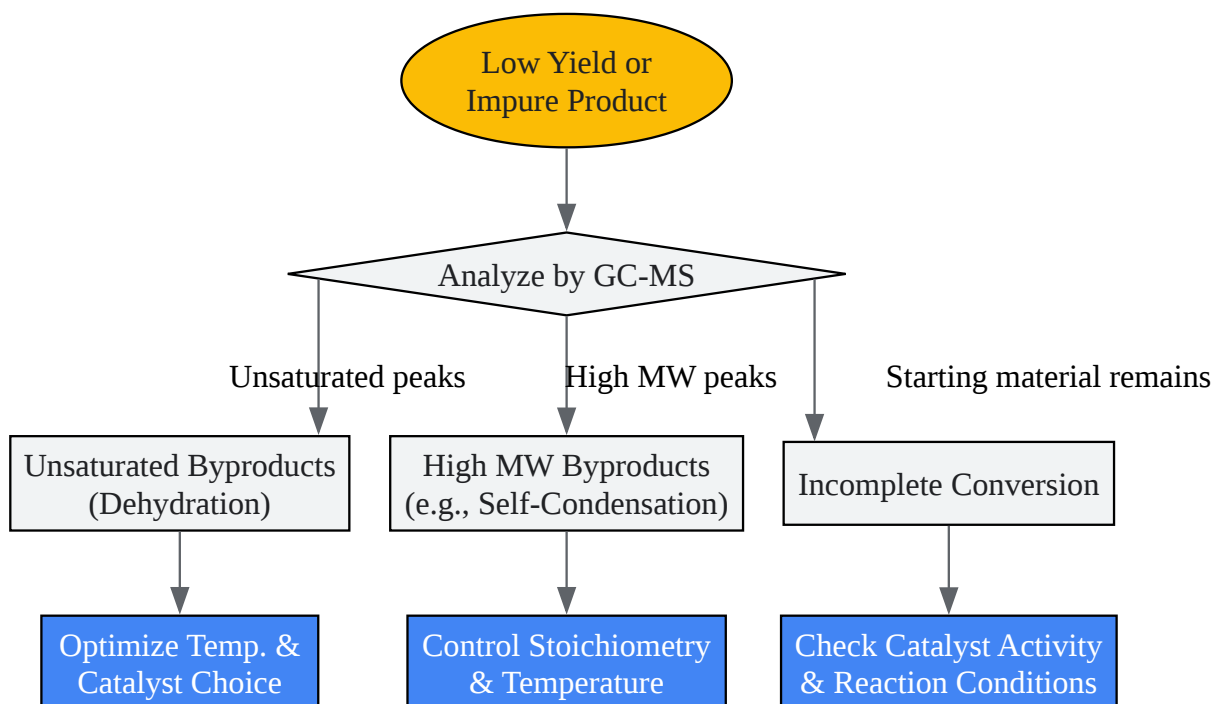 Low Yield or
Impure Product
Analyze by GC-MS
Unsaturated peaks
High MW peaks
Starting material remains
Unsaturated Byproducts
(Dehydration)
High MW Byproducts
(e.g., Self-Condensation)
Incomplete Conversion
Optimize Temp. &
Catalyst Choice
Control Stoichiometry
& Temperature
Check Catalyst Activity
& Reaction Conditions